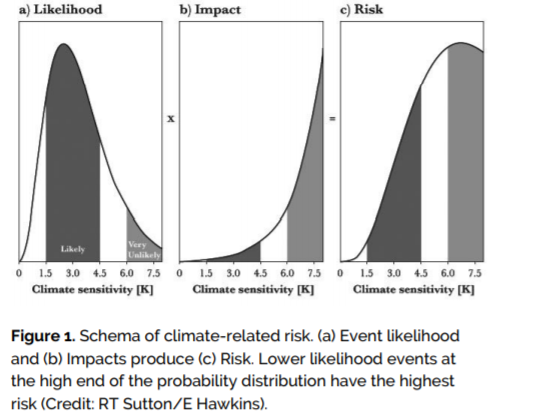 a) Likelihood
b) Impact
c) Risk
x
=
Likely
Very
Unlikely
0 1.5 3.0 4.5 6.0 7.5
0 1.5 3.0 4.5 6.0 7.5
0 1.5 3.0 4.5 6.0 7.5
Climate sensitivity [K]
Climate sensitivity [K]
Climate sensitivity [K]
Figure 1. Schema of climate-related risk. (a) Event likelihood
and (b) Impacts produce (c) Risk. Lower likelihood events at
the high end of the probability distribution have the highest
risk (Credit: RT Sutton/E Hawkins).